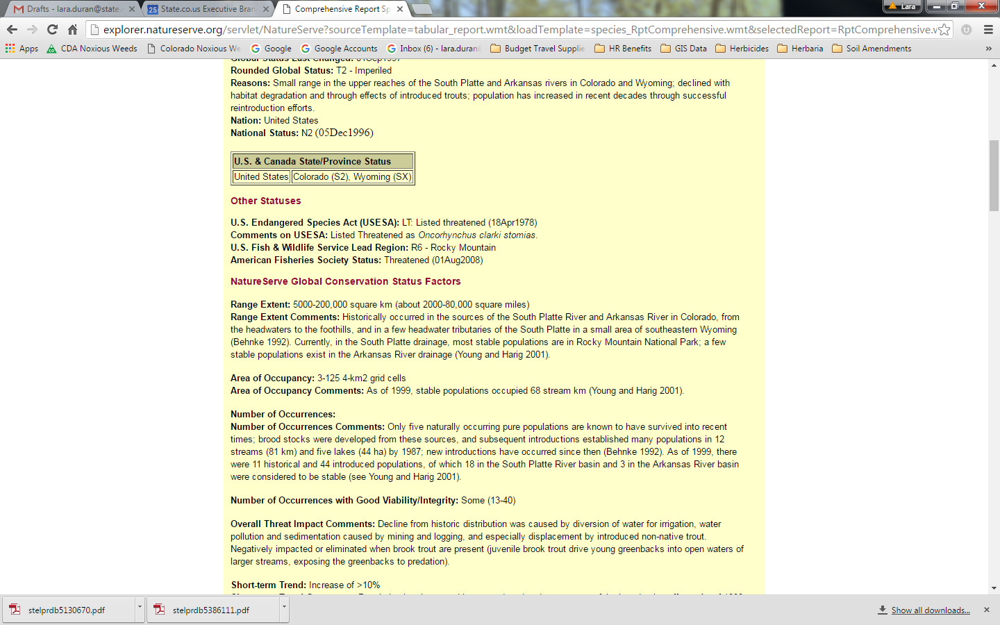 Drafts - lara.duran@state.
State.co.us Executive Bran
Comprehensive Report Sp
Lara
explorer.natureserve.org/servlet/NatureServe?sourceTemplate=tabular_report.wmt&loadTemplate=species_RptComprehensive.wmt&selectedReport=RptComprehensive.w
Apps
CDA Noxious Weeds
Colorado Noxious We
Google
Google Accounts
Inbox (6) - lara.duran
Budget Travel Supplie
HR Benefits
GIS Data
Herbicides
Herbaria
Soil Amendments
»
Global Status Last Changed: 01Sep1997
Rounded Global Status: T2 - Imperiled
Reasons: Small range in the upper reaches of the South Platte and Arkansas rivers in Colorado and Wyoming; declined with
habitat degradation and through effects of introduced trouts; population has increased in recent decades through successful
reintroduction efforts.
Nation: United States
National Status: N2 (05Dec1996)
U.S. & Canada State/Province Status
United States Colorado (S2), Wyoming (SX)
Other Statuses
U.S. Endangered Species Act (USESA): LT: Listed threatened (18Apr1978)
Comments on USESA: Listed Threatened as Oncorhynchus clarki stomias.
U.S. Fish & Wildlife Service Lead Region: R6 - Rocky Mountain
American Fisheries Society Status: Threatened (01Aug2008)
NatureServe Global Conservation Status Factors
Range Extent: 5000-200,000 square km (about 2000-80,000 square miles)
Range Extent Comments: Historically occurred in the sources of the South Platte River and Arkansas River in Colorado, from
the headwaters to the foothills, and in a few headwater tributaries of the South Platte in a small area of southeastern Wyoming
(Behnke 1992). Currently, in the South Platte drainage, most stable populations are in Rocky Mountain National Park; a few
stable populations exist in the Arkansas River drainage (Young and Harig 2001).
Area of Occupancy: 3-125 4-km2 grid cells
Area of Occupancy Comments: As of 1999, stable populations occupied 68 stream km (Young and Harig 2001).
Number of Occurrences:
Number of Occurrences Comments: Only five naturally occurring pure populations are known to have survived into recent
times; brood stocks were developed from these sources, and subsequent introductions established many populations in 12
streams (81 km) and five lakes (44 ha) by 1987; new introductions have occurred since then (Behnke 1992). As of 1999, there
were 11 historical and 44 introduced populations, of which 18 in the South Platte River basin and 3 in the Arkansas River basin
were considered to be stable (see Young and Harig 2001).
Number of Occurrences with Good Viability/Integrity: Some (13-40)
Overall Threat Impact Comments: Decline from historic distribution was caused by diversion of water for irrigation, water
pollution and sedimentation caused by mining and logging, and especially displacement by introduced non-native trout.
Negatively impacted or eliminated when brook trout are present (juvenile brook trout drive young greenbacks into open waters of
larger streams, exposing the greenbacks to predation).
Short-term Trend: Increase of >10%
stelprdb5130670.pdf
stelprdb5386111.pdf
Show all downloads...